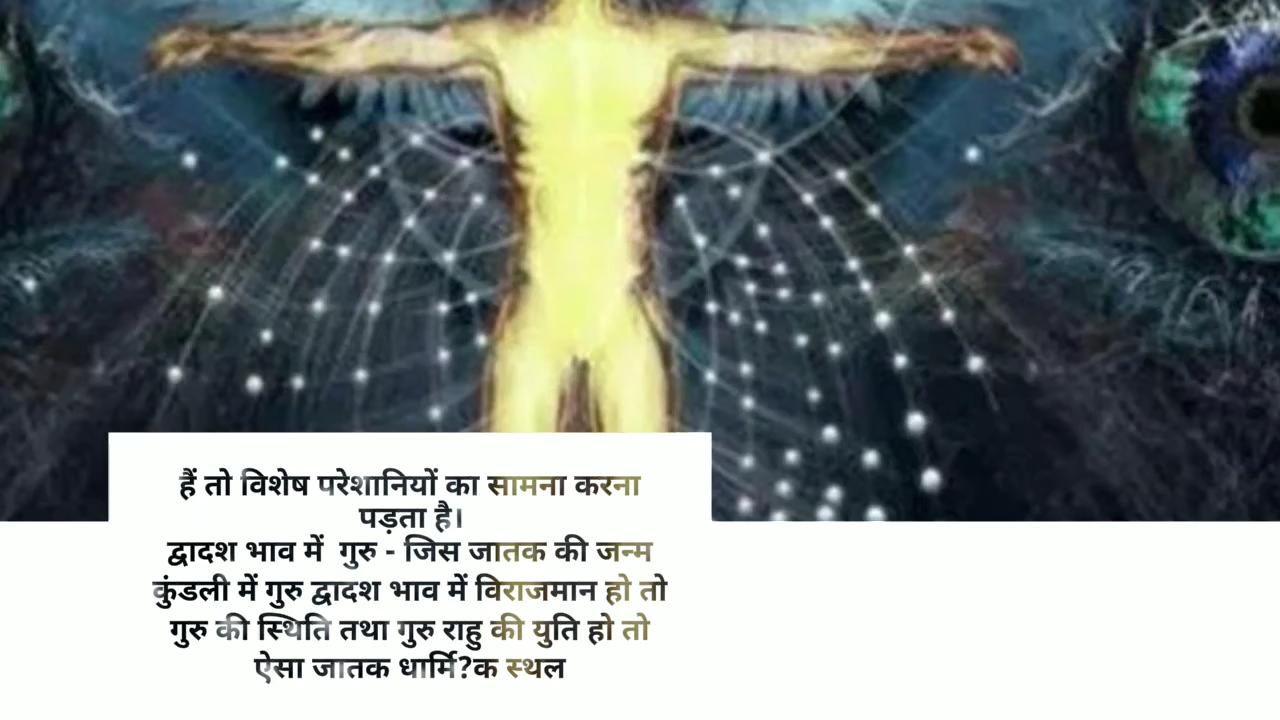 हैं तो विशेष परेशानियों का सामना करना
पड़ता है।
द्वादश भाव में  गुरु - जिस जातक की जन्म
कुंडली में गुरु द्वादश भाव में विराजमान हो तो
गुरु की स्थिति तथा गुरु राहु की युति हो तो
ऐसा जातक धार्मि?क स्थल